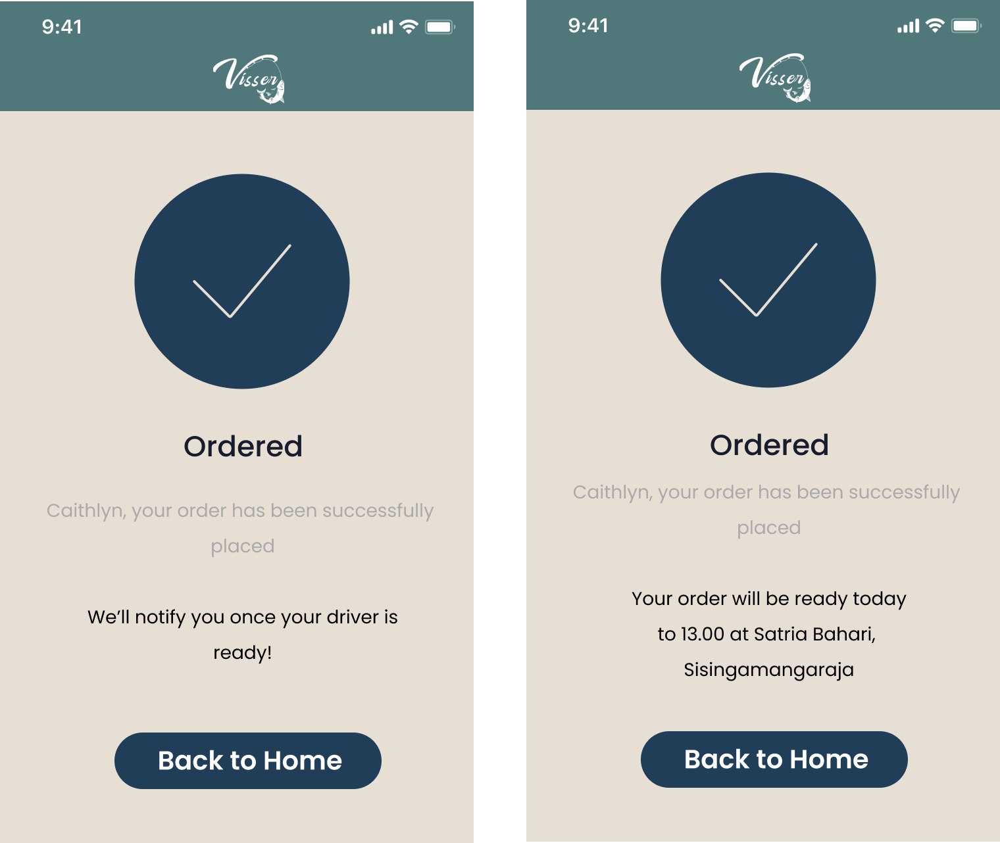 9:41
Visser
Ordered
Caithlyn, your order has been successfully
placed
We’ll notify you once your driver is
ready!
Back to Home
9:41
Visser
Ordered
Caithlyn, your order has been successfully
placed
Your order will be ready today
to 13.00 at Satria Bahari,
Sisingamangaraja
Back to Home